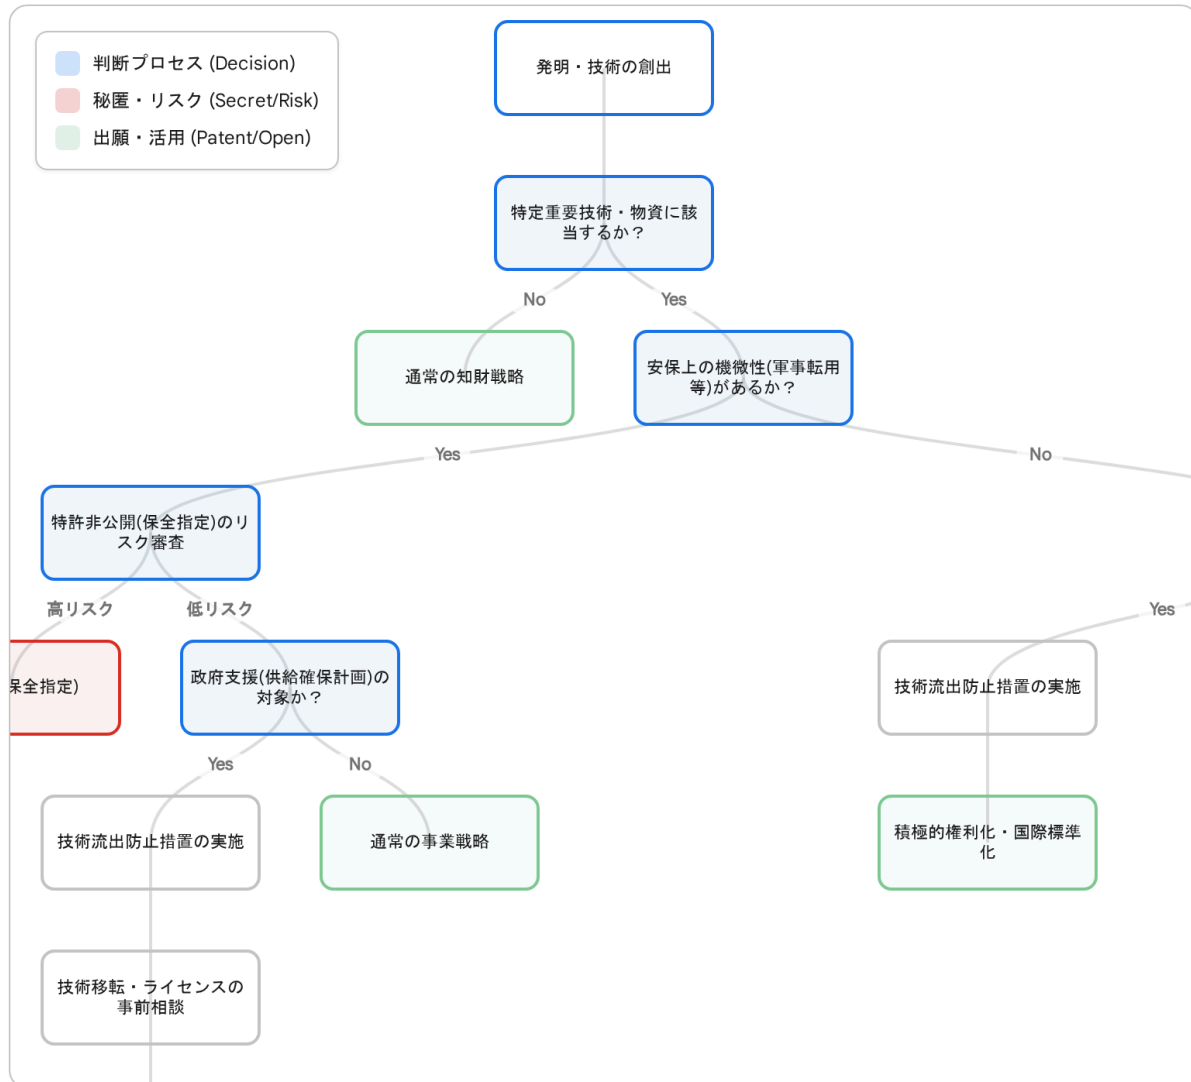 判断プロセス (Decision)
秘匿・リスク (Secret/Risk)
出願・活用 (Patent/Open)
発明・技術の創出
特定重要技術・物資に該
当するか？
No
Yes
通常の知財戦略
安保上の機微性(軍事転用
等)があるか？
Yes
No
特許非公開(保全指定)のリ
スク審査
高リスク
低リスク
Yes
保全指定)
政府支援(供給確保計画)の
対象か？
技術流出防止措置の実施
Yes
No
技術流出防止措置の実施
通常の事業戦略
積極的権利化・国際標準
化
技術移転・ライセンスの
事前相談